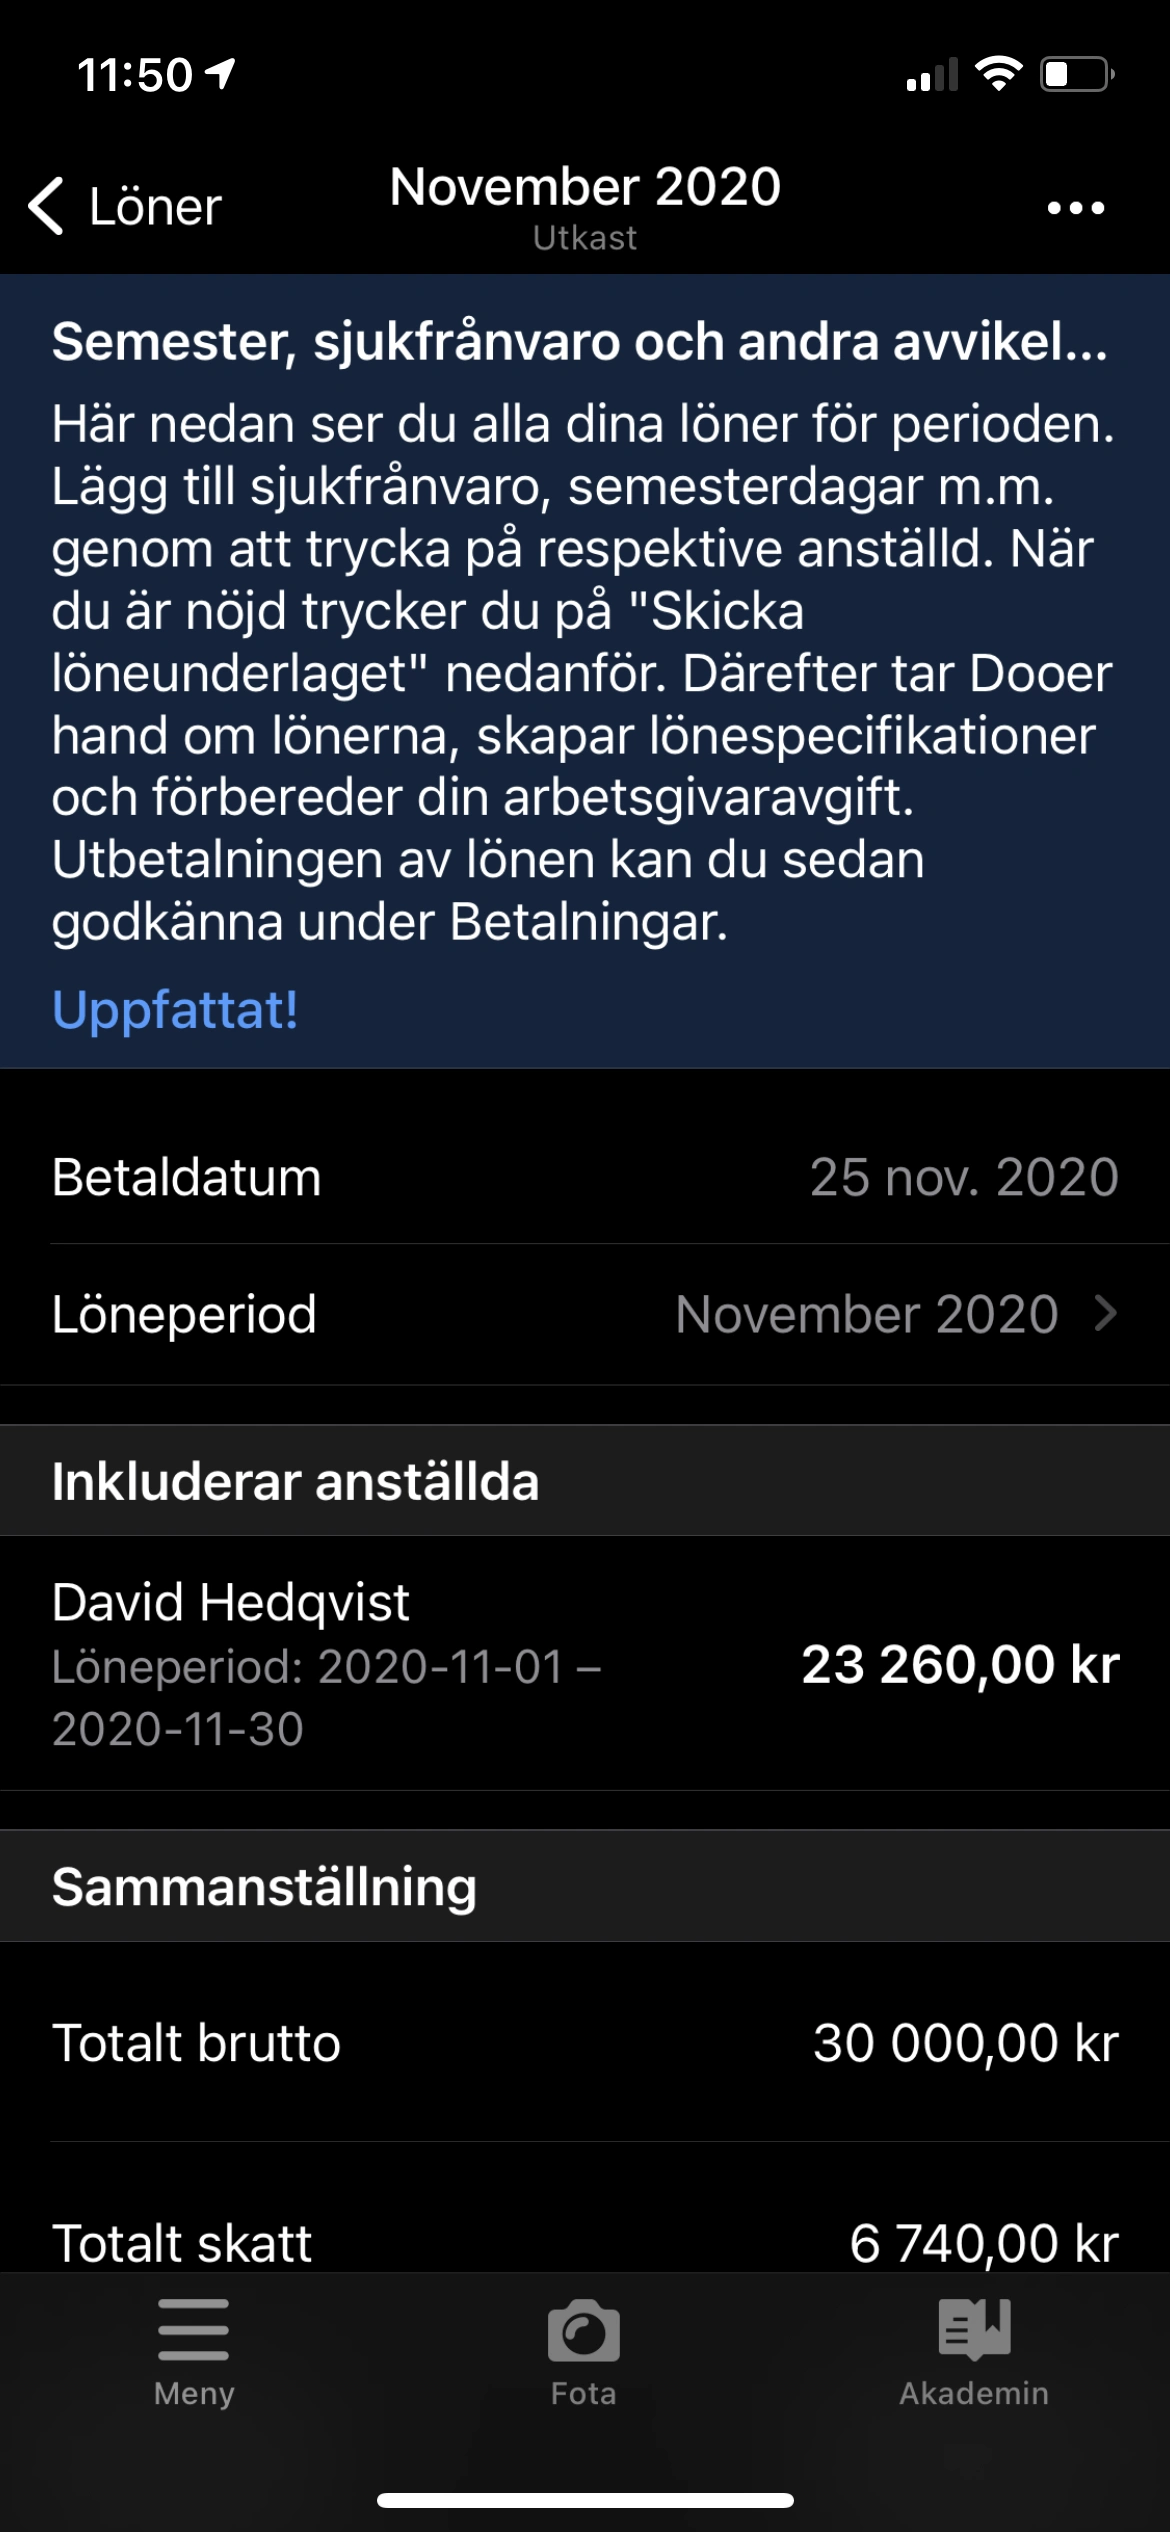 11:50
Löner
November 2020
Utkast
Semester, sjukfrånvaro och andra avvikel...
Här nedan ser du alla dina löner för perioden.
Lägg till sjukfrånvaro, semesterdagar m.m.
genom att trycka på respektive anställd. När
du är nöjd trycker du på "Skicka
löneunderlaget" nedanför. Därefter tar Dooer
hand om lönerna, skapar lönespecifikationer
och förbereder din arbetsgivaravgift.
Utbetalningen av lönen kan du sedan
godkänna under Betalningar.
Uppfattat!
Betaldatum 25 nov. 2020
Löneperiod November 2020
Inkluderar anställda
David Hedqvist
Löneperiod: 2020-11-01 –
2020-11-30
23 260,00 kr
Sammanställning
Totalt brutto 30 000,00 kr
Totalt skatt 6 740,00 kr
Meny Fota Akademin